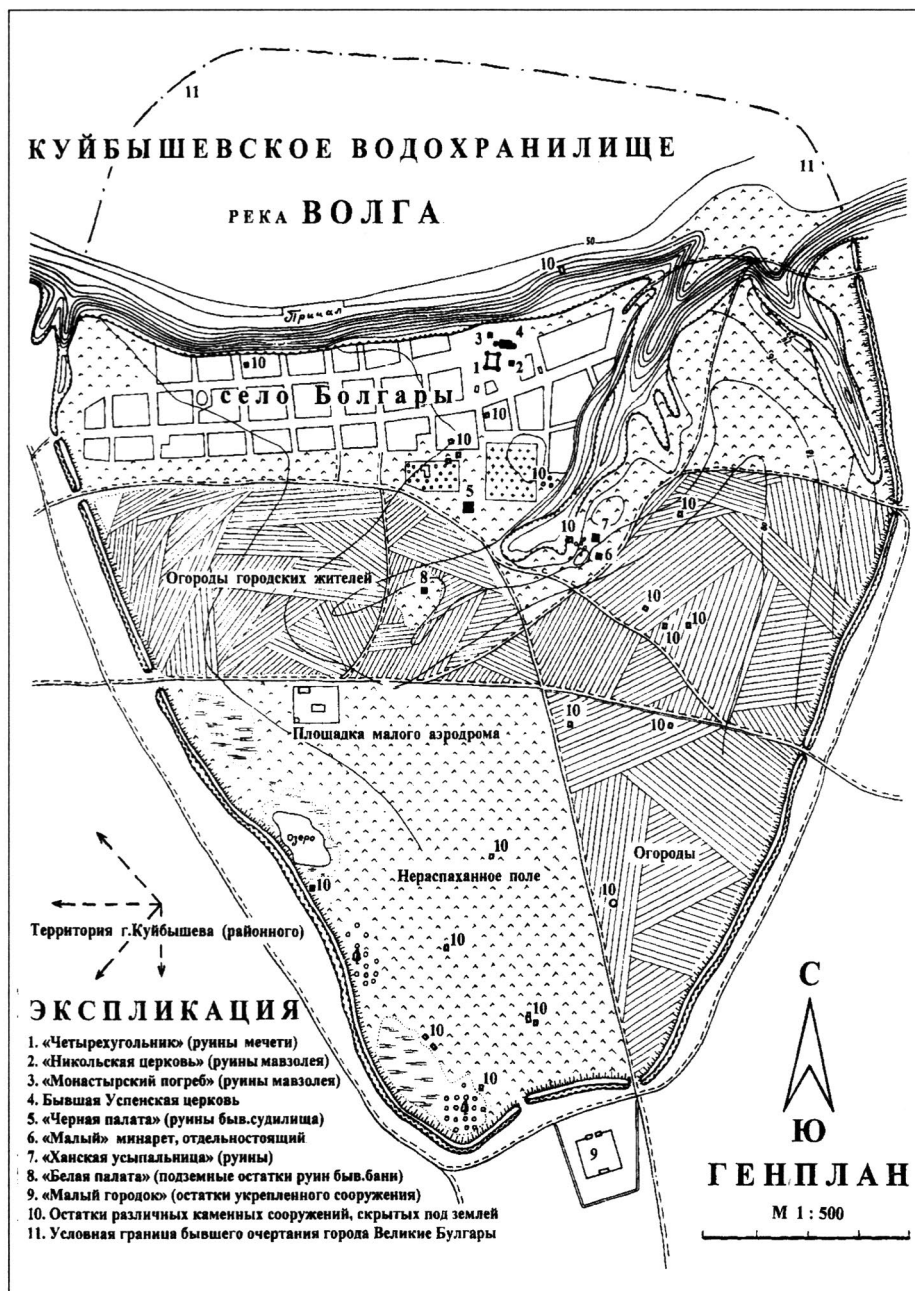 11
КУЙБЫШЕВСКОЕ ВОДОХРАНИЛИЩЕ
11
РЕКА ВОЛГА
50
10
Причал
3 4
10
1 2
село Болгары
10
10
10
5
10
10 7
6
Огороды городских жителей
8
10
10
10
10
10
Площадка малого аэродрома
Озеро
10
Огороды
Нераспаханное поле
10
10
Территория г.Куйбышева (районного)
10
С
ЭКСПЛИКАЦИЯ
1. «Четырехугольник» (руины мечети)
2. «Никольская церковь» (руины мавзолея)
3. «Монастырский погреб» (руины мавзолея)
4. Бывшая Успенская церковь
5. «Черная палата» (руины быв.судилища)
6. «Малый» минарет, отдельностоящий
7. «Ханская усыпальница» (руины)
8. «Белая палата» (подземные остатки руин быв.бани)
9. «Малый городок» (остатки укрепленного сооружения)
10. Остатки различных каменных сооружений, скрытых под землей
11. Условная граница бывшего очертания города Великие Булгары
10
10
10
9
Ю
ГЕНПЛАН
М 1 : 500